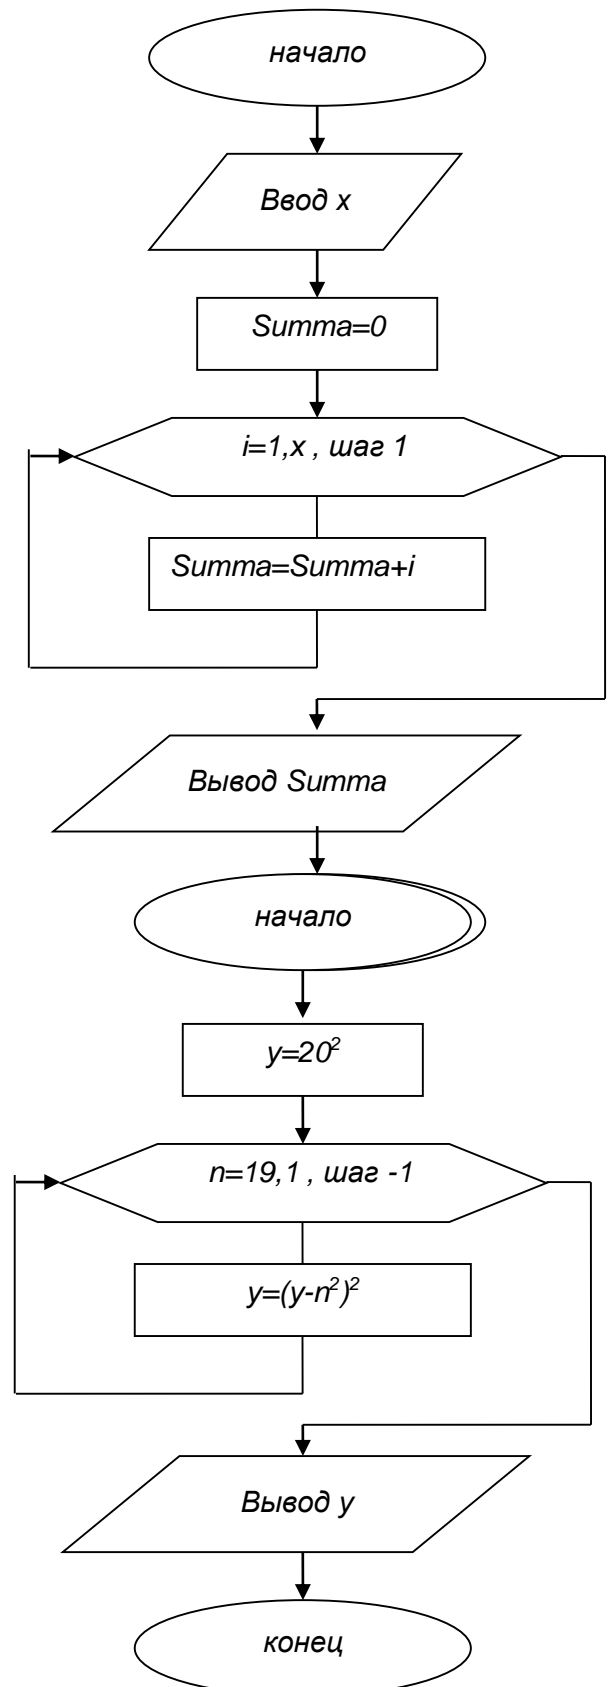 начало
Ввод x
Summa=0
i=1,x , шаг 1
Summa=Summa+i
Вывод Summa
начало
y=20²
n=19,1 , шаг -1
y=(y-n²)²
Вывод y
конец